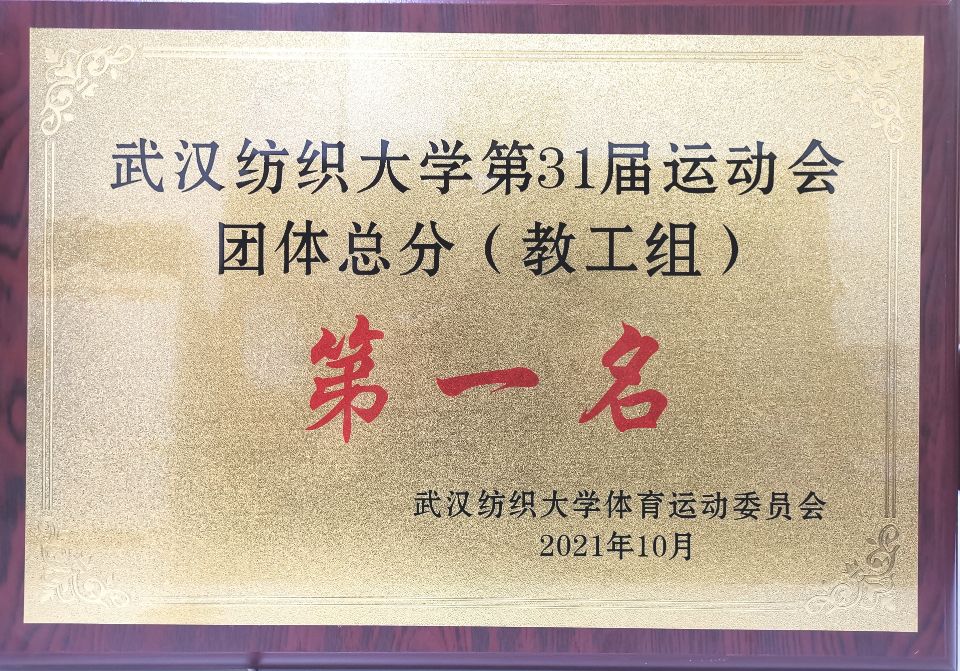 武汉纺织大学第31届运动会
团体总分（教工组）
第一名
武汉纺织大学体育运动委员会
2021年10月